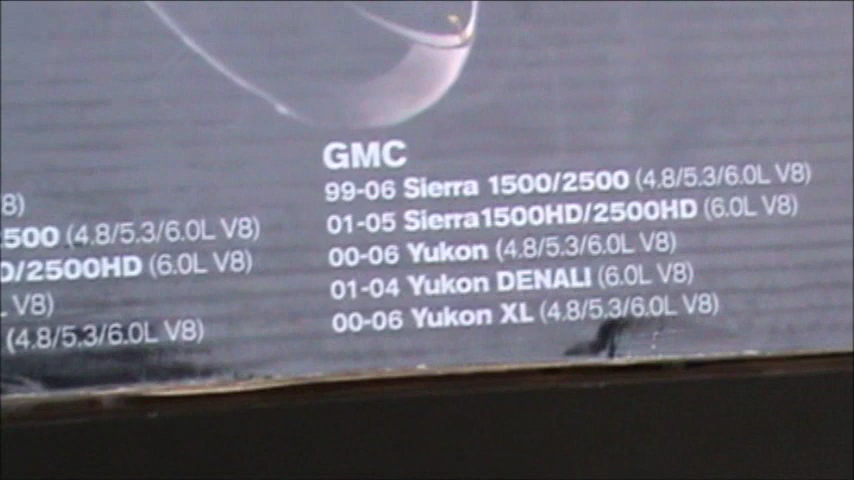 8)
500 (4.8/5.3/6.0L V8)
D/2500HD (6.0L V8)
V8)
(4.8/5.3/6.0L V8)
GMC
99-06 Sierra 1500/2500 (4.8/5.3/6.0L V8)
01-05 Sierra1500HD/2500HD (6.0L V8)
00-06 Yukon (4.8/5.3/6.0L V8)
01-04 Yukon DENALI (6.0L V8)
00-06 Yukon XL (4.8/5.3/6.0L V8)